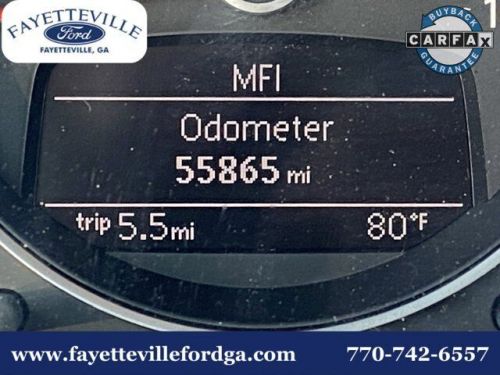 FAYETTEVILLE
Ford
FAYETTEVILLE, GA
BUYBACK
CARFAX
GUARANTEE
1
MFI
Odometer
55865 mi
trip 5.5mi
80°F
www.fayettevillefordga.com
770-742-6557